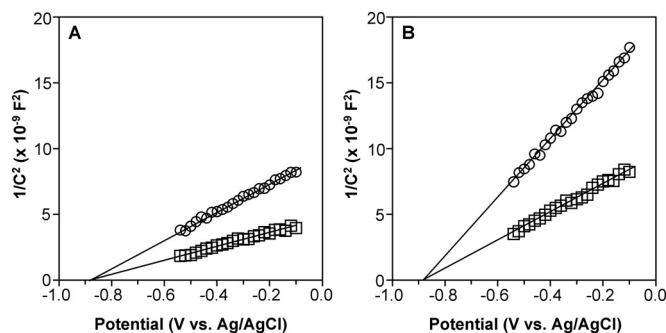 A
B
1/C² (x 10⁻⁹ F²)
20
15
10
5
0
-1.0 -0.8 -0.6 -0.4 -0.2 0.0
Potential (V vs. Ag/AgCl)
1/C² (x 10⁻⁹ F²)
20
15
10
5
0
-1.0 -0.8 -0.6 -0.4 -0.2 0.0
Potential (V vs. Ag/AgCl)